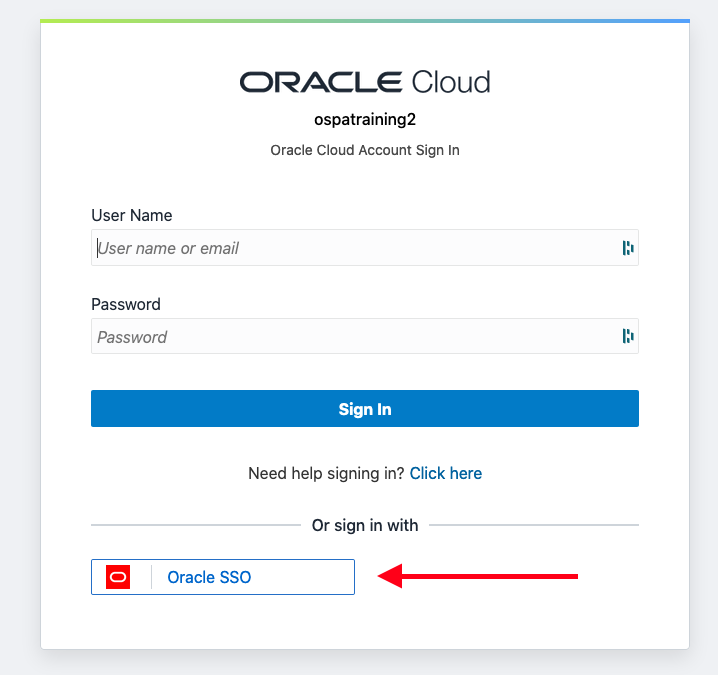 ORACLE Cloud
ospatraining2
Oracle Cloud Account Sign In
User Name
User name or email
Password
Password
Sign In
Need help signing in? Click here
Or sign in with
Oracle SSO